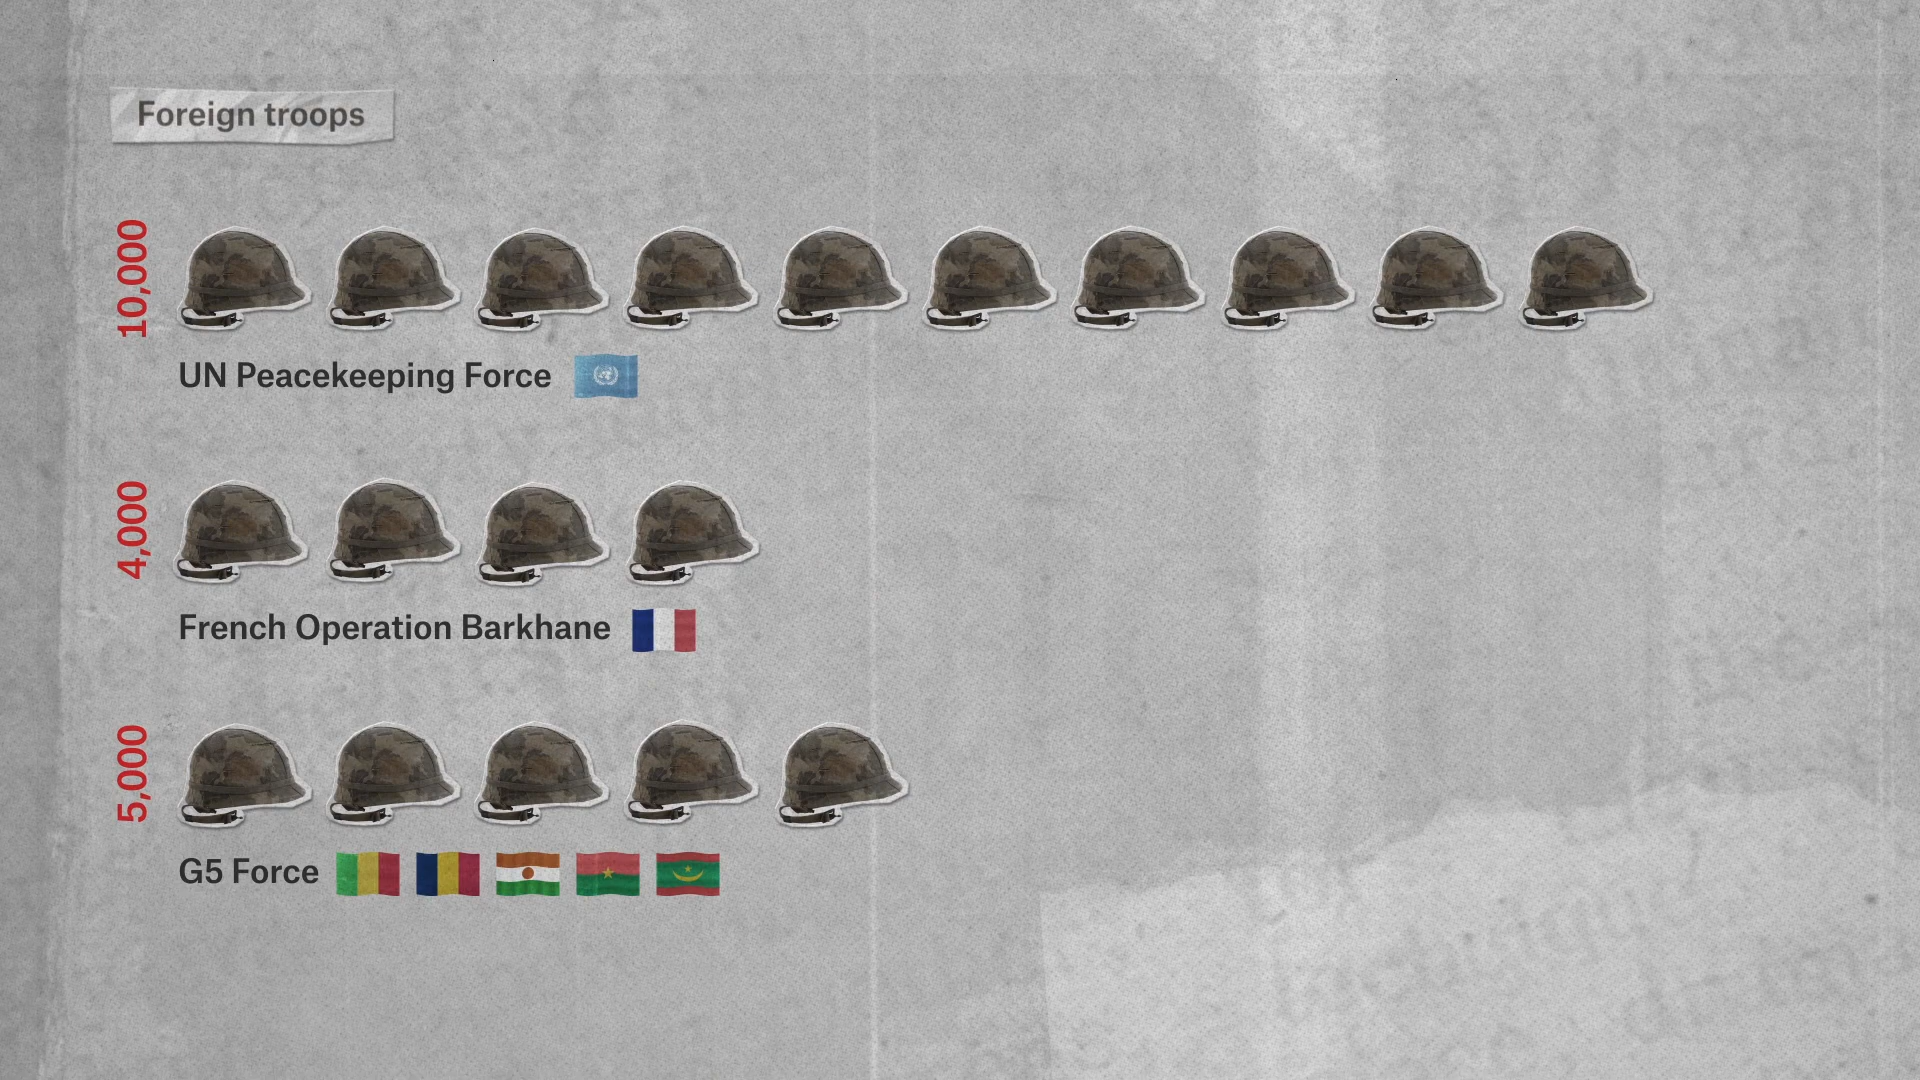 Foreign troops
10,000
UN Peacekeeping Force
4,000
French Operation Barkhane
5,000
G5 Force